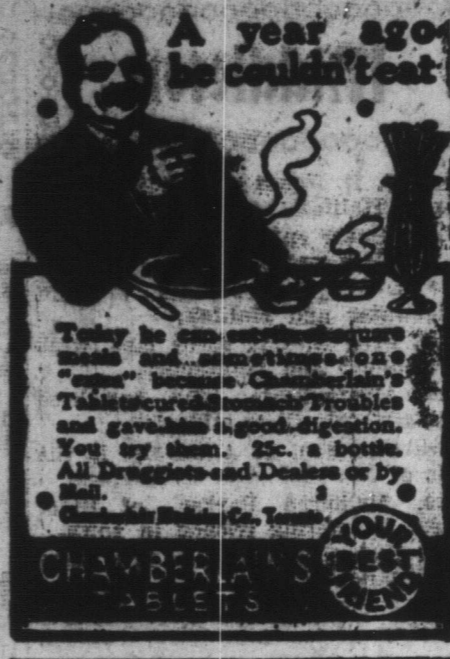 A year ago
he couldn't eat
Today he can eat three square
meals and sometimes one
"extra" because Chamberlain's
Tablets cured Stomach Troubles
and gave him a good digestion.
You try them. 25c. a bottle.
All Druggists and Dealers or by
Mail.
Co., Toronto
YOUR
BEST
FRIEND
CHAMBERLAIN'S
TABLETS